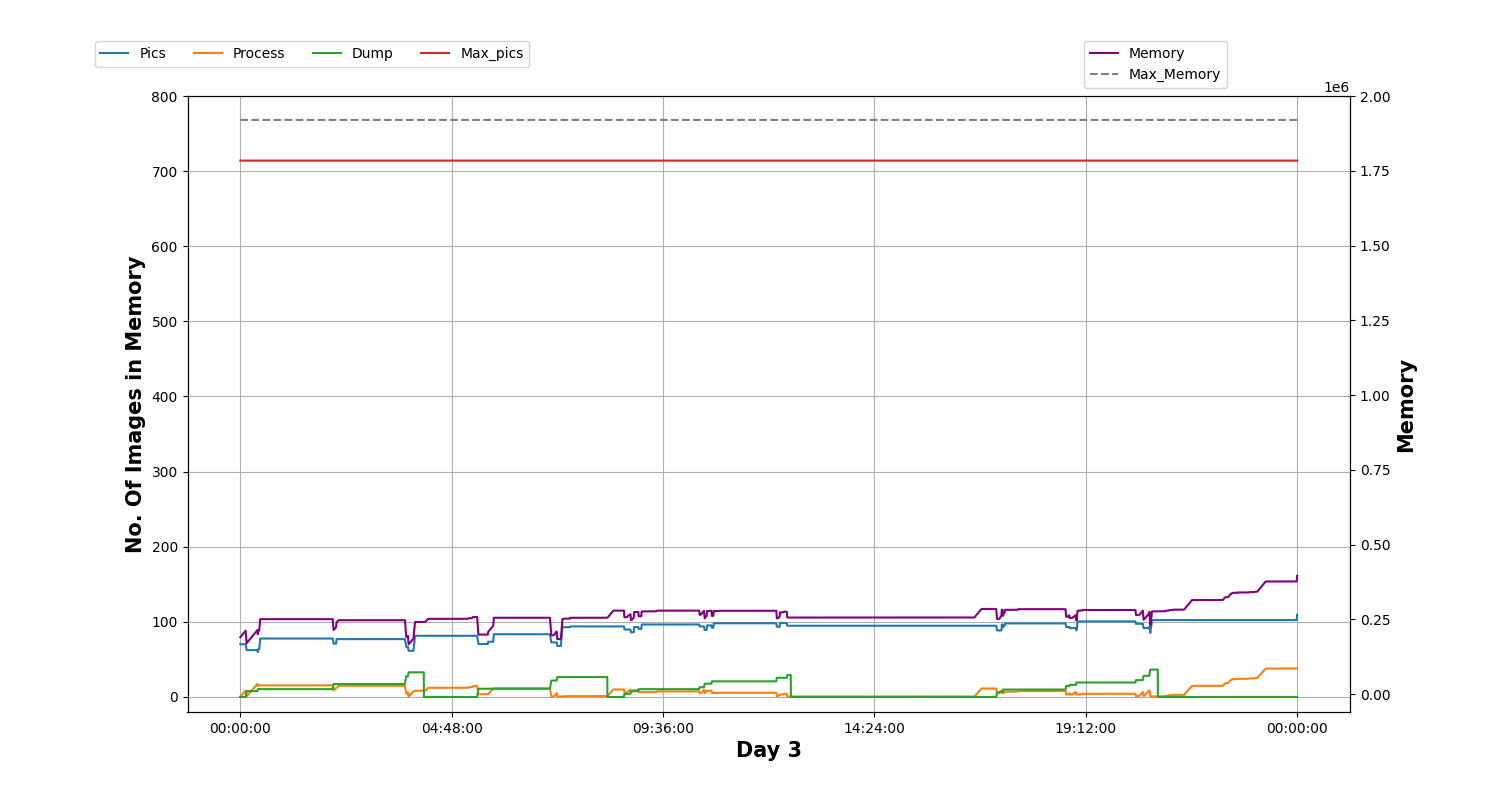 Pics Process Dump Max_pics
Memory
Max_Memory
1e6
800
700
600
500
400
300
200
100
0
No. Of Images in Memory
2.00
1.75
1.50
1.25
1.00
0.75
0.50
0.25
0.00
Memory
00:00:00 04:48:00 09:36:00 14:24:00 19:12:00 00:00:00
Day 3